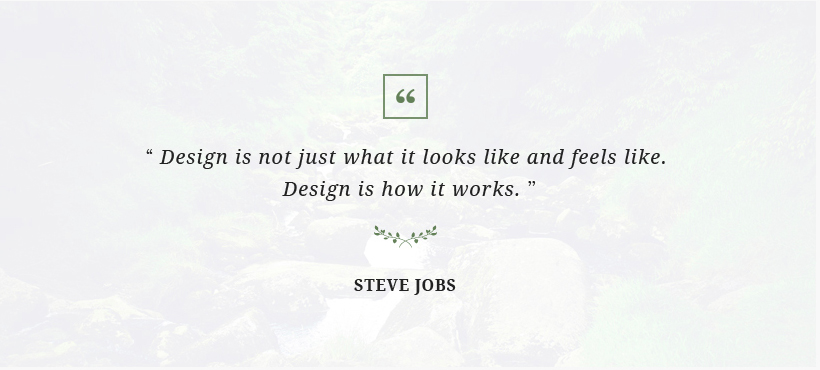 “
“ Design is not just what it looks like and feels like.
Design is how it works. ”
STEVE JOBS